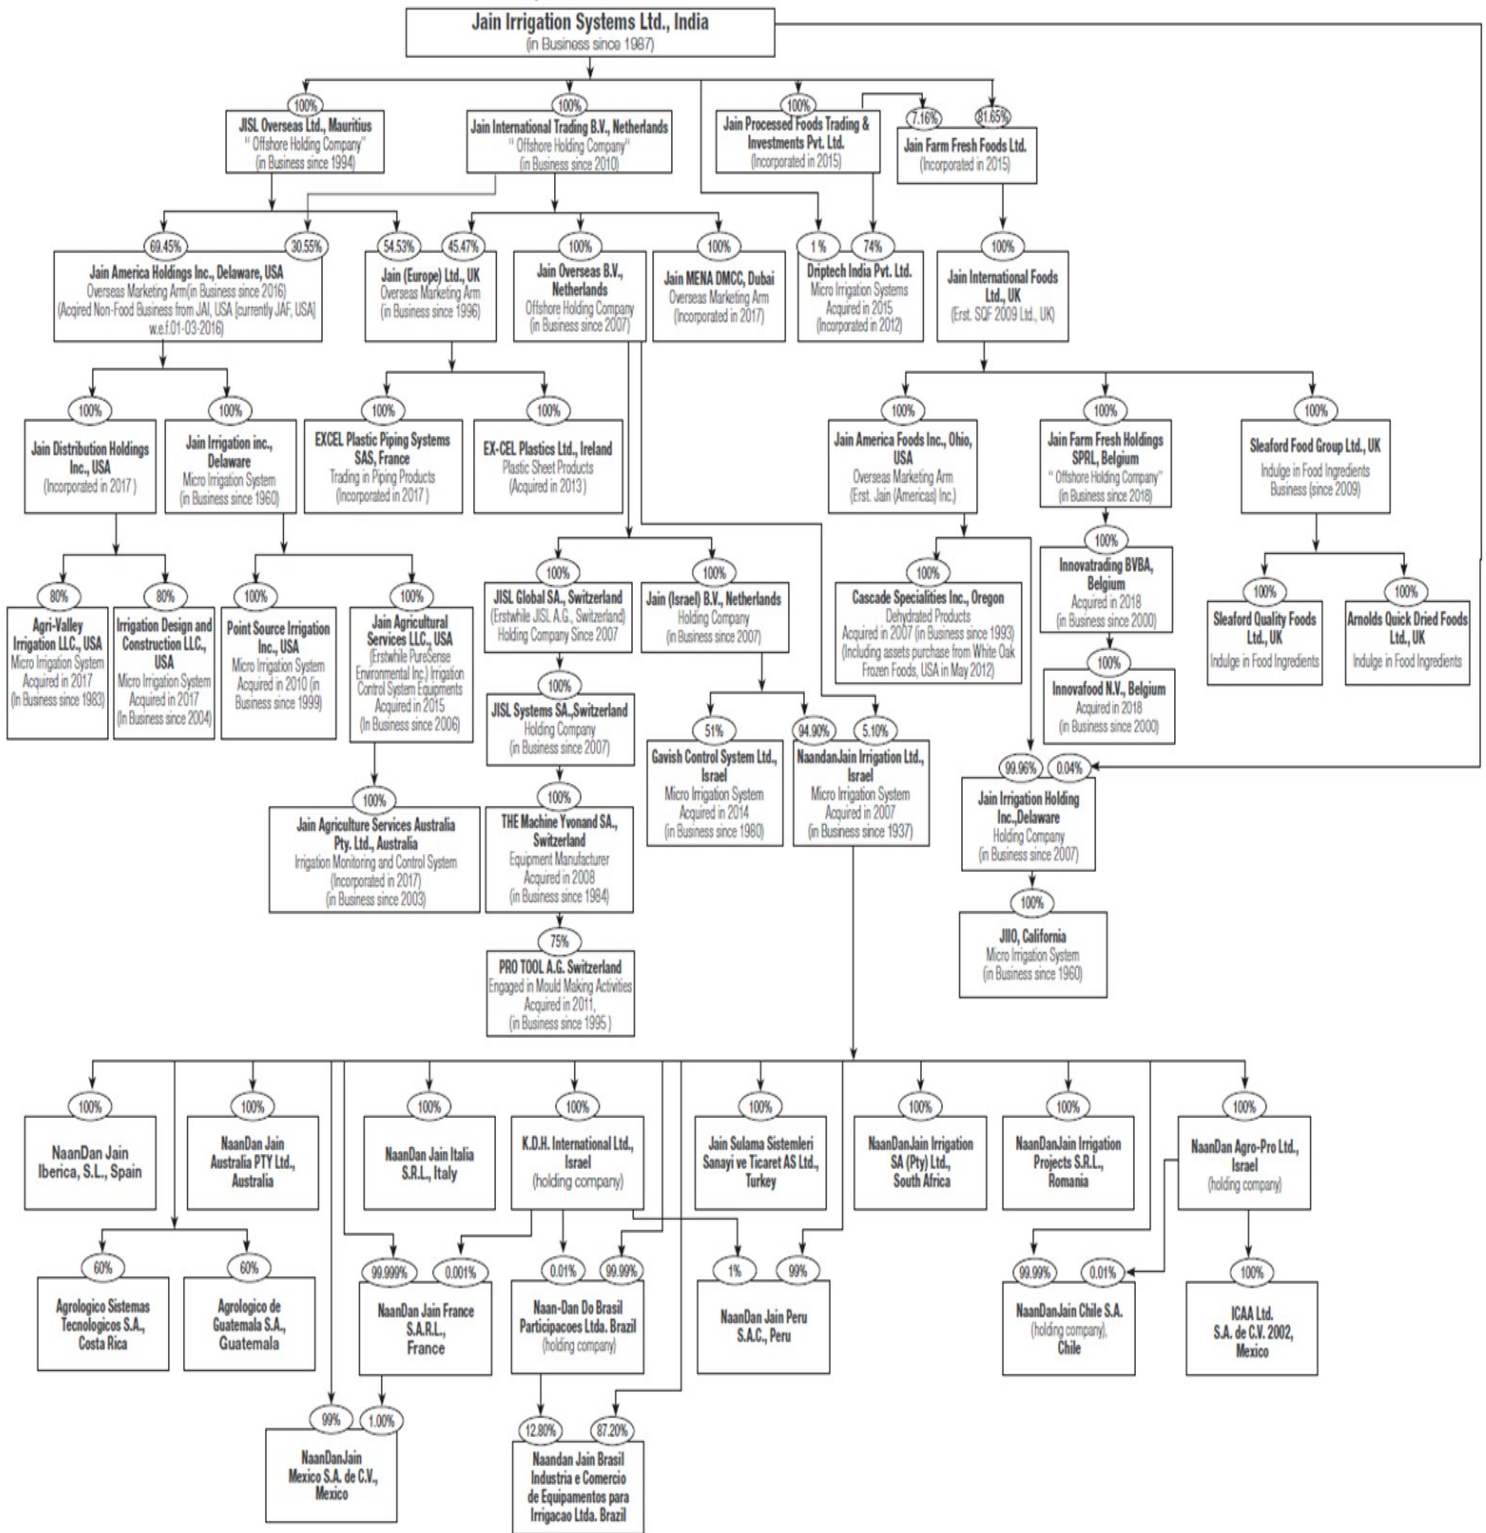 Jain Irrigation Systems Ltd., India
(in Business since 1987)
100%
JISL Overseas Ltd., Mauritius
" Offshore Holding Company"
(in Business since 1994)
100%
Jain International Trading B.V., Netherlands
" Offshore Holding Company"
(in Business since 2010)
100%
Jain Processed Foods Trading &
Investments Pvt. Ltd.
(Incorporated in 2015)
7.16%
81.65%
Jain Farm Fresh Foods Ltd.
(Incorporated in 2015)
69.45%
30.55%
Jain America Holdings Inc., Delaware, USA
Overseas Marketing Arm(in Business since 2016)
(Acqired Non-Food Business from JAI, USA [currently JAF, USA]
w.e.f.01-03-2016)
54.53%
45.47%
Jain (Europe) Ltd., UK
Overseas Marketing Arm
(in Business since 1996)
100%
Jain Overseas B.V.,
Netherlands
Offshore Holding Company
(in Business since 2007)
100%
Jain MENA DMCC, Dubai
Overseas Marketing Arm
(Incorporated in 2017)
1 %
74%
Driptech India Pvt. Ltd.
Micro Irrigation Systems
Acquired in 2015
(Incorporated in 2012)
100%
Jain International Foods
Ltd., UK
(Erst. SQF 2009 Ltd., UK)
100%
Jain Distribution Holdings
Inc., USA
(Incorporated in 2017 )
100%
Jain Irrigation inc.,
Delaware
Micro Irrigation System
(in Business since 1960)
100%
EXCEL Plastic Piping Systems
SAS, France
Trading in Piping Products
(Incorporated in 2017 )
100%
EX-CEL Plastics Ltd., Ireland
Plastic Sheet Products
(Acquired in 2013 )
100%
Jain America Foods Inc., Ohio,
USA
Overseas Marketing Arm
(Erst. Jain (Americas) Inc.)
100%
Jain Farm Fresh Holdings
SPRL, Belgium
" Offshore Holding Company"
(in Business since 2018)
100%
Sleaford Food Group Ltd., UK
Indulge in Food Ingredients
Business (since 2009)
80%
Agri-Valley
Irrigation LLC., USA
Micro Irrigation System
Acquired in 2017
(In Business since 1983)
80%
Irrigation Design and
Construction LLC.,
USA
Micro Irrigation System
Acquired in 2017
(In Business since 2004)
100%
Point Source Irrigation
Inc., USA
Micro Irrigation System
Acquired in 2010 (in
Business since 1999)
100%
Jain Agricultural
Services LLC., USA
(Erstwhile PureSense
Environmental Inc.) Irrigation
Control System Equipments
Acquired in 2015
(In Business since 2006)
100%
JISL Global SA., Switzerland
(Erstwhile JISL A.G., Switzerland)
Holding Company Since 2007
100%
Jain (Israel) B.V., Netherlands
Holding Company
(in Business since 2007)
100%
Cascade Specialities Inc., Oregon
Dehydrated Products
Acquired in 2007 (in Business since 1993)
(Including assets purchase from White Oak
Frozen Foods, USA in May 2012)
100%
Innovatrading BVBA,
Belgium
Acquired in 2018
(in Business since 2000)
100%
Sleaford Quality Foods
Ltd., UK
Indulge in Food Ingredients
100%
Arnolds Quick Dried Foods
Ltd., UK
Indulge in Food Ingredients
100%
JISL Systems SA.,Switzerland
Holding Company
(in Business since 2007)
51%
Gavish Control System Ltd.,
Israel
Micro Irrigation System
Acquired in 2014
(in Business since 1980)
94.90%
5.10%
NaandanJain Irrigation Ltd.,
Israel
Micro Irrigation System
Acquired in 2007
(in Business since 1937)
100%
Innovafood N.V., Belgium
Acquired in 2018
(in Business since 2000)
99.96%
0.04%
Jain Irrigation Holding
Inc.,Delaware
Holding Company
(in Business since 2007)
100%
Jain Agriculture Services Australia
Pty. Ltd., Australia
Irrigation Monitoring and Control System
(Incorporated in 2017)
(in Business since 2003)
100%
THE Machine Yvonand SA.,
Switzerland
Equipment Manufacturer
Acquired in 2008
(in Business since 1984)
100%
JIIO, California
Micro Irrigation System
(in Business since 1960)
75%
PRO TOOL A.G. Switzerland
Engaged in Mould Making Activities
Acquired in 2011,
(in Business since 1995 )
100%
NaanDan Jain
Iberica, S.L., Spain
100%
NaanDan Jain
Australia PTY Ltd.,
Australia
100%
NaanDan Jain Italia
S.R.L., Italy
100%
K.D.H. International Ltd.,
Israel
(holding company)
100%
Jain Sulama Sistemleri
Sanayi ve Ticaret AS Ltd.,
Turkey
100%
NaanDanJain Irrigation
SA (Pty) Ltd.,
South Africa
100%
NaanDanJain Irrigation
Projects S.R.L.,
Romania
100%
NaanDan Agro-Pro Ltd.,
Israel
(holding company)
60%
Agrologico Sistemas
Tecnologicos S.A.,
Costa Rica
60%
Agrologico de
Guatemala S.A.,
Guatemala
99.999%
0.001%
NaanDan Jain France
S.A.R.L.,
France
0.01%
99.99%
Naan-Dan Do Brasil
Participacoes Ltda. Brazil
(holding company)
1%
99%
NaanDan Jain Peru
S.A.C., Peru
99.99%
0.01%
NaanDanJain Chile S.A.
(holding company),
Chile
100%
ICAA Ltd.
S.A. de C.V. 2002,
Mexico
99%
1.00%
NaanDanJain
Mexico S.A. de C.V.,
Mexico
12.80%
87.20%
Naandan Jain Brasil
Industria e Comercio
de Equipamentos para
Irrigacao Ltda. Brazil